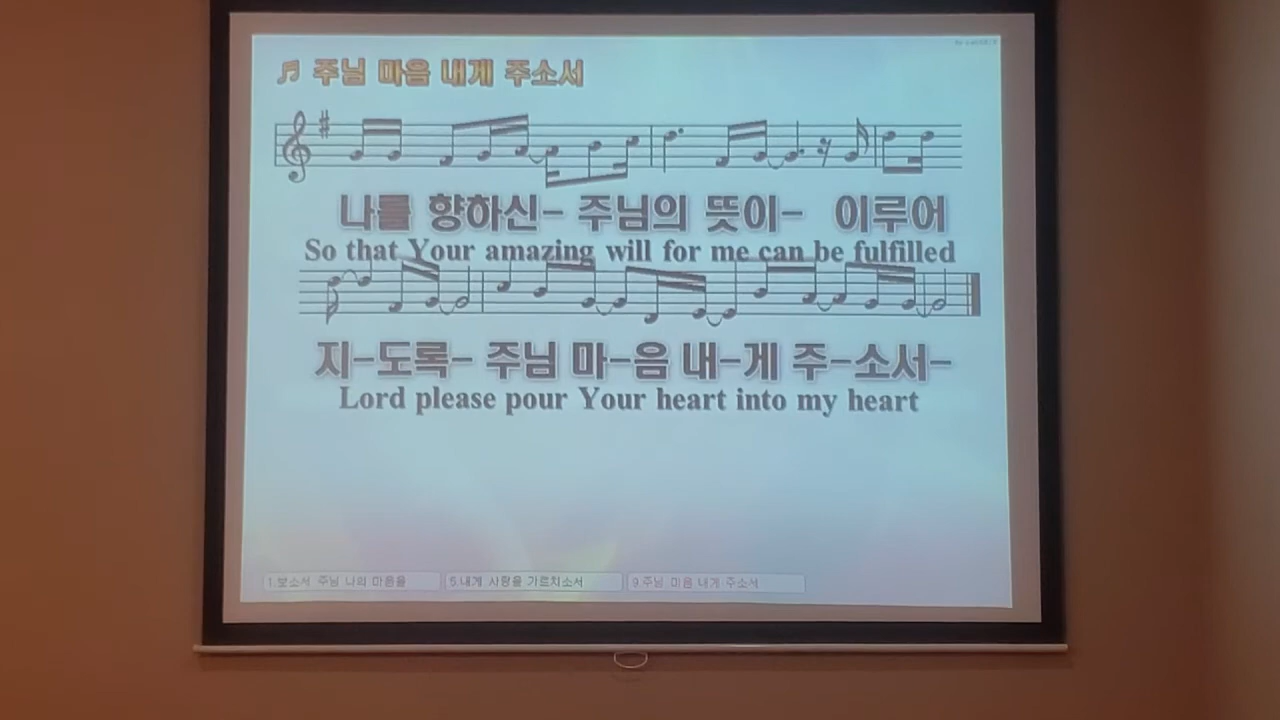 주님 마음 내게 주소서
나를 향하신- 주님의 뜻이- 이루어
So that Your amazing will for me can be fulfilled
지-도록- 주님 마-음 내-게 주-소서-
Lord please pour Your heart into my heart
1.보소서 주님 나의 마음을
5.내게 사랑을 가르치소서
9.주님 마음 내게 주소서